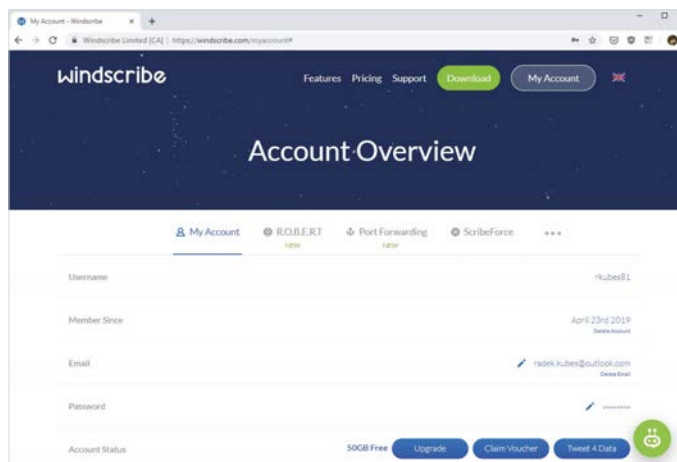 My Account - Windscribe
Windscribe Limited [CA] | https://windscribe.com/myaccount#
windscribe
Features Pricing Support Download My Account
Account Overview
My Account R.O.B.E.R.T Port Forwarding ScribeForce
NEW NEW
Username rkubes81
Member Since April 23rd 2019
Delete Account
Email radek.kubes@outlook.com
Delete Email
Password
Account Status 50GB Free Upgrade Claim Voucher Tweet 4 Data